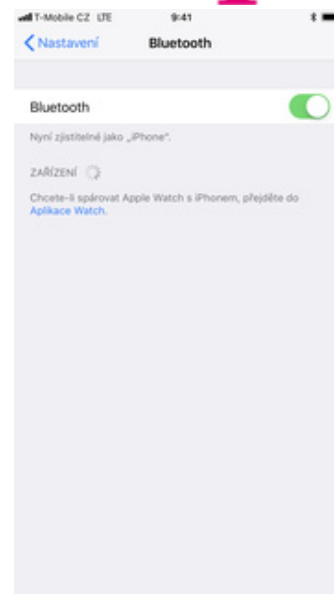 T-Mobile CZ LTE 9:41
Nastavení Bluetooth
Bluetooth
Nyní zjistitelné jako „iPhone“.
ZAŘÍZENÍ
Chcete-li spárovat Apple Watch s iPhonem, přejděte do
Aplikace Watch.